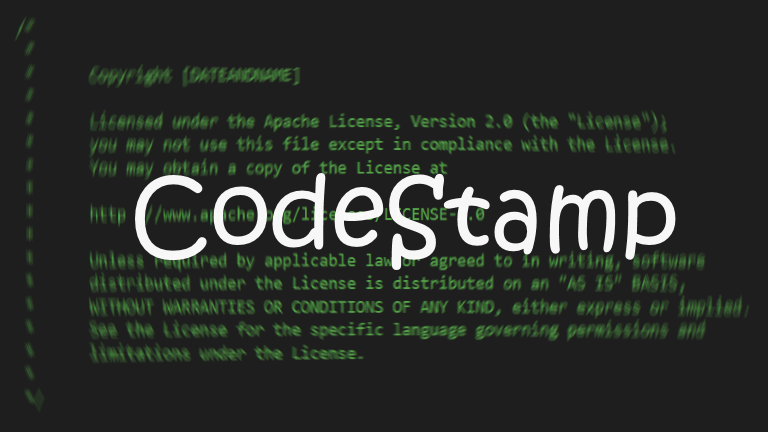 Copyright [DATEANDNAME]
Licensed under the Apache License, Version 2.0 (the "License");
you may not use this file except in compliance with the License.
You may obtain a copy of the License at
CodeStamp
http://www.apache.org/licenses/LICENSE-2.0
Unless required by applicable law or agreed to in writing, software
distributed under the License is distributed on an "AS IS" BASIS,
WITHOUT WARRANTIES OR CONDITIONS OF ANY KIND, either express or implied.
See the License for the specific language governing permissions and
limitations under the License.